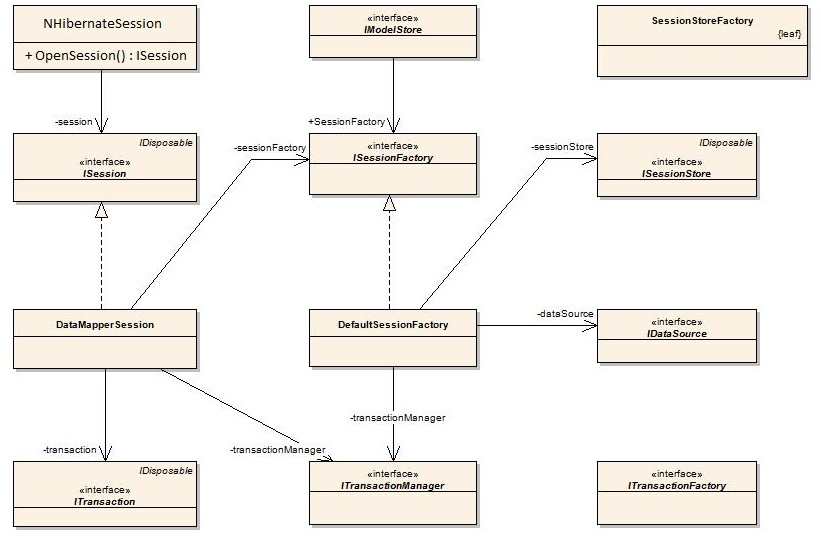 NHibernateSession
+ OpenSession() : ISession
«interface»
IModelStore
SessionStoreFactory
{leaf}
-session
+SessionFactory
-sessionFactory
-sessionStore
IDisposable
«interface»
ISession
«interface»
ISessionFactory
IDisposable
«interface»
ISessionStore
DataMapperSession
DefaultSessionFactory
-dataSource
«interface»
IDataSource
-transactionManager
-transaction
-transactionManager
IDisposable
«interface»
ITransaction
«interface»
ITransactionManager
«interface»
ITransactionFactory